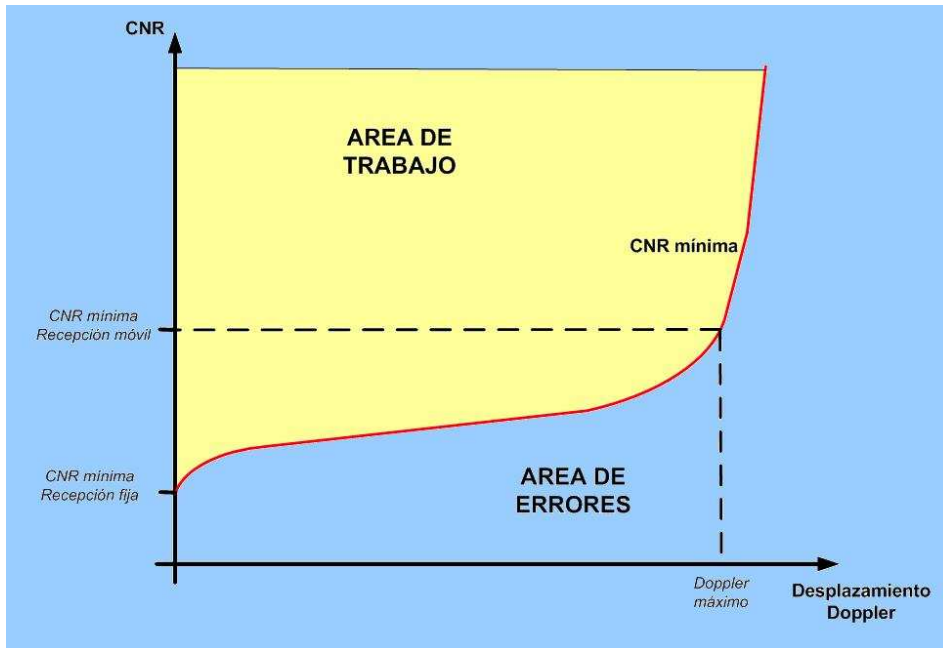 CNR
AREA DE
TRABAJO
CNR mínima
CNR mínima
Recepción móvil
CNR mínima
Recepción fija
AREA DE
ERRORES
Doppler
máximo
Desplazamiento
Doppler